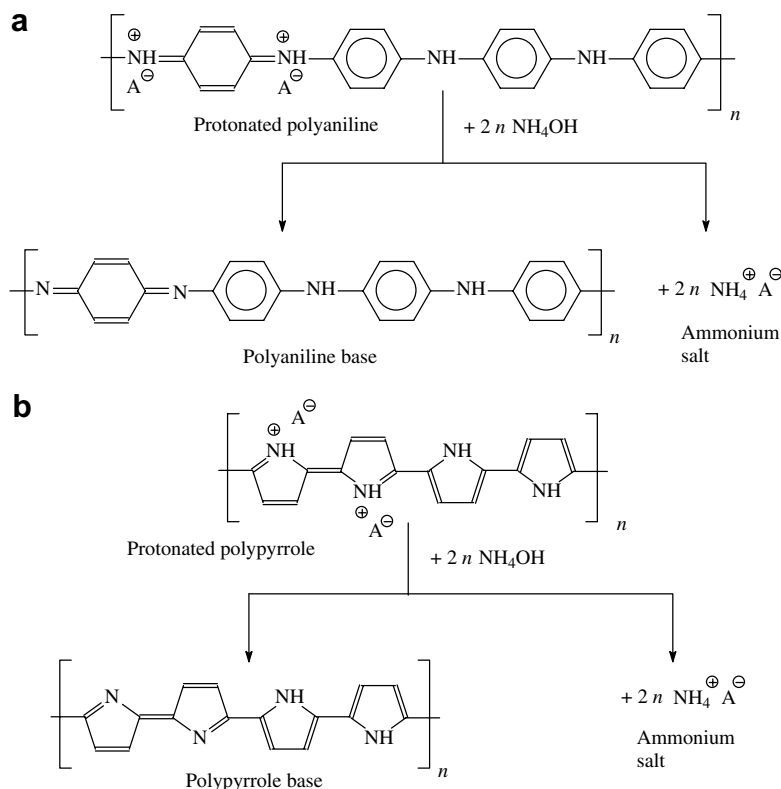 a
⊕ ⊕
NH NH NH NH
A⊖ A⊖
n
Protonated polyaniline
+ 2 n NH₄OH
N N NH NH
n
+ 2 n NH₄⊕ A⊖
Polyaniline base
Ammonium
salt
b
A⊖
⊕
NH NH
NH NH
⊕ A⊖
n
Protonated polypyrrole
+ 2 n NH₄OH
N NH
N NH
n
+ 2 n NH₄⊕ A⊖
Polypyrrole base
Ammonium
salt